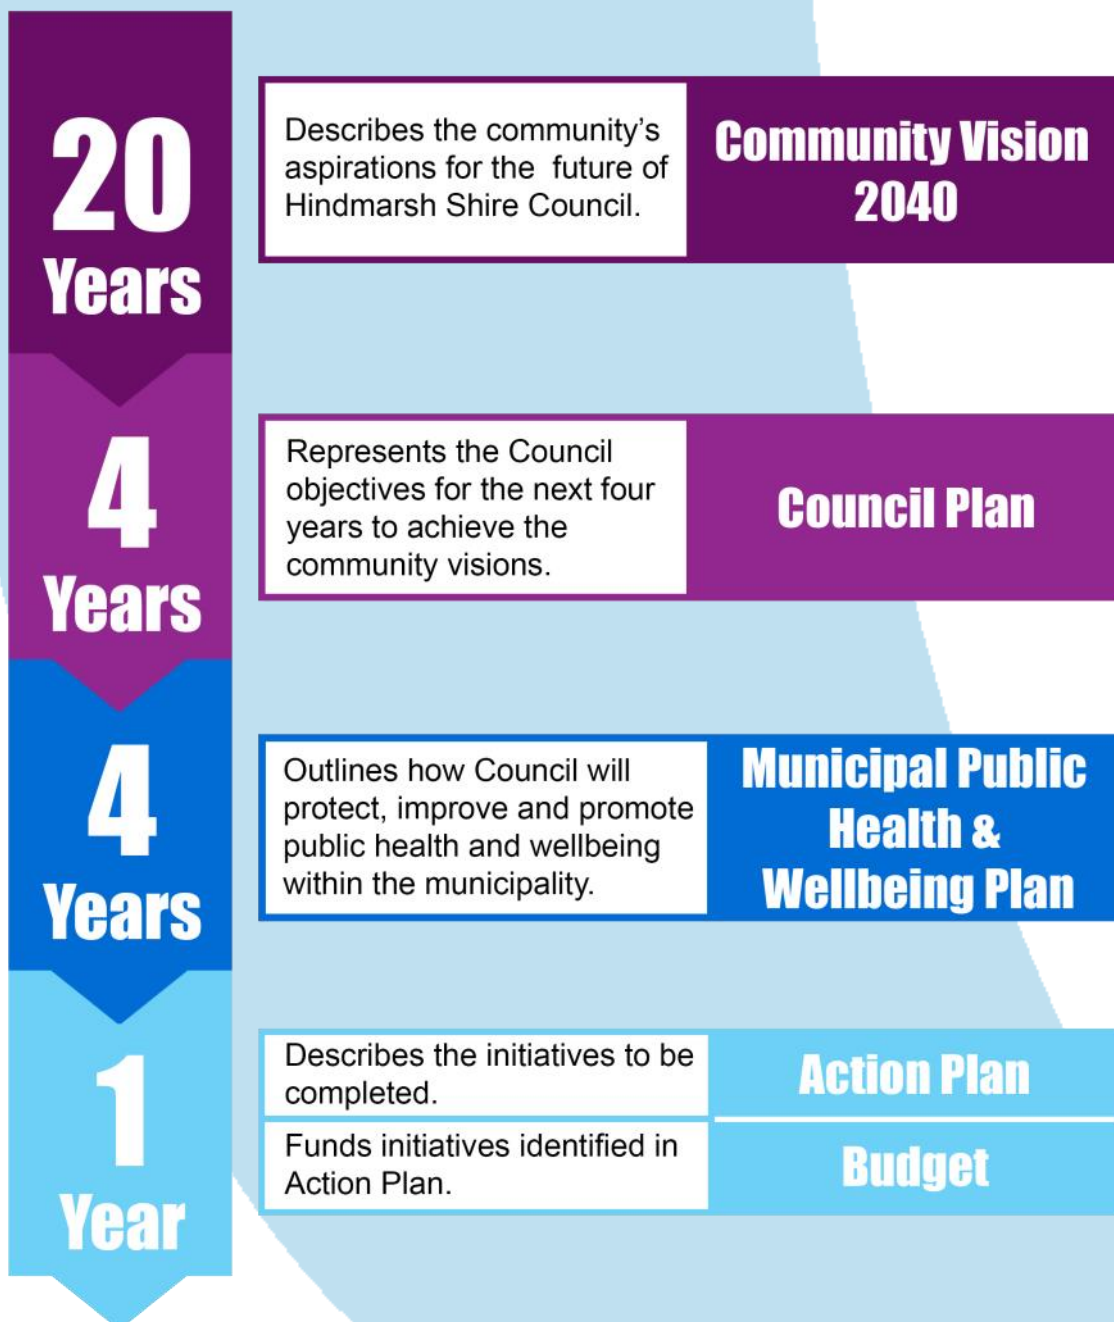 20
Years
Describes the community's
aspirations for the future of
Hindmarsh Shire Council.
Community Vision
2040
4
Years
Represents the Council
objectives for the next four
years to achieve the
community visions.
Council Plan
4
Years
Outlines how Council will
protect, improve and promote
public health and wellbeing
within the municipality.
Municipal Public
Health &
Wellbeing Plan
1
Year
Describes the initiatives to be
completed.
Action Plan
Funds initiatives identified in
Action Plan.
Budget